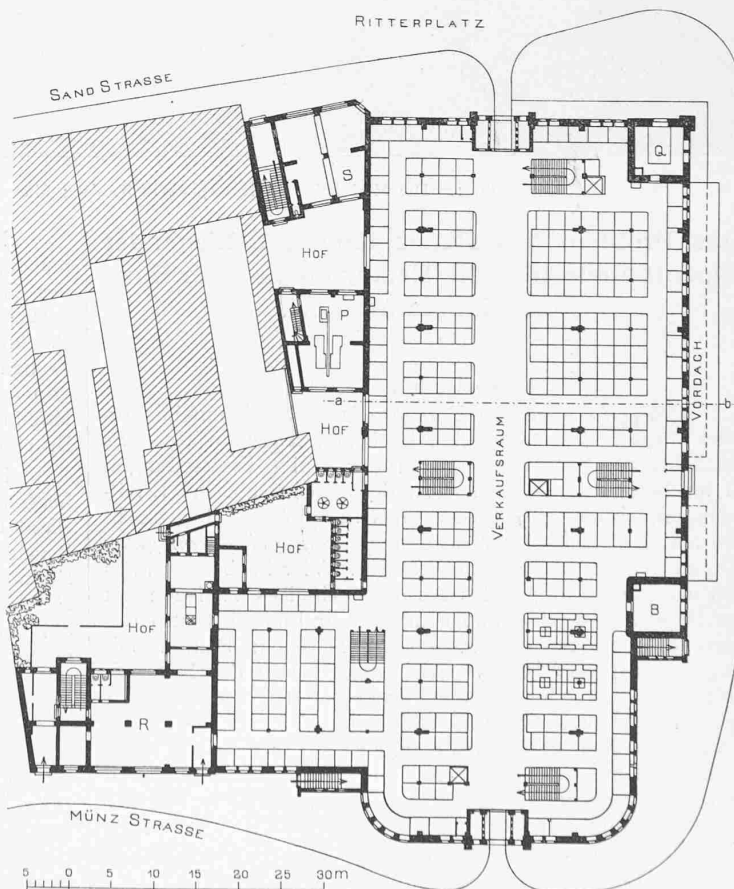 RITTERPLATZ
SAND STRASSE
Q
S
HOF
P
VORDACH
a
b
HOF
VERKAUFSRAUM
HOF
B
HOF
R
MÜNZ STRASSE
5 0 5 10 15 20 25 30m